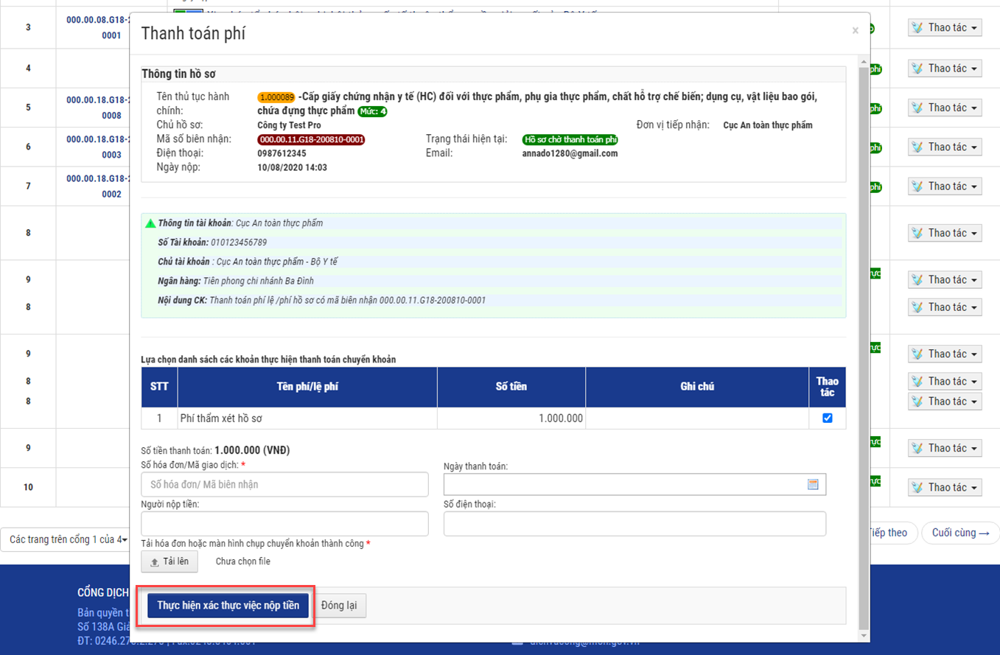 3
000.00.08.G18-2
0001
Thao tác
4
phí
Thao tác
5
000.00.18.G18-2
0008
phí
Thao tác
6
000.00.18.G18-2
0003
phí
Thao tác
7
000.00.18.G18-2
0002
phí
Thao tác
8
Thao tác
9
Thao tác
8
Thao tác
9
Thao tác
8
Thao tác
8
Thao tác
9
Thao tác
10
Thao tác
Thanh toán phí
×
Thông tin hồ sơ
Tên thủ tục hành chính: 1.000089 -Cấp giấy chứng nhận y tế (HC) đối với thực phẩm, phụ gia thực phẩm, chất hỗ trợ chế biến; dụng cụ, vật liệu bao gói,
chứa đựng thực phẩm Mức: 4
Chủ hồ sơ: Công ty Test Pro Đơn vị tiếp nhận: Cục An toàn thực phẩm
Mã số biên nhận: 000.00.11.G18-200810-0001 Trạng thái hiện tại: Hồ sơ chờ thanh toán phí
Điện thoại: 0987612345 Email: annado1280@gmail.com
Ngày nộp: 10/08/2020 14:03
Thông tin tài khoản: Cục An toàn thực phẩm
Số Tài khoản: 010123456789
Chủ tài khoản : Cục An toàn thực phẩm - Bộ Y tế
Ngân hàng: Tiên phong chi nhánh Ba Đình
Nội dung CK: Thanh toán phí lệ /phí hồ sơ có mã biên nhận 000.00.11.G18-200810-0001
Lựa chọn danh sách các khoản thực hiện thanh toán chuyển khoản
STT Tên phí/lệ phí Số tiền Ghi chú Thao tác
1 Phí thẩm xét hồ sơ 1.000.000
Số tiền thanh toán: 1.000.000 (VNĐ)
Số hóa đơn/Mã giao dịch: * Ngày thanh toán:
Số hóa đơn/ Mã biên nhận
Người nộp tiền: Số điện thoại:
Tải hóa đơn hoặc màn hình chụp chuyển khoản thành công *
Tải lên Chưa chọn file
Thực hiện xác thực việc nộp tiền Đóng lại
Các trang trên cổng 1 của 4
Tiếp theo Cuối cùng →
CỔNG DỊCH
Bản quyền t
Số 138A Giả